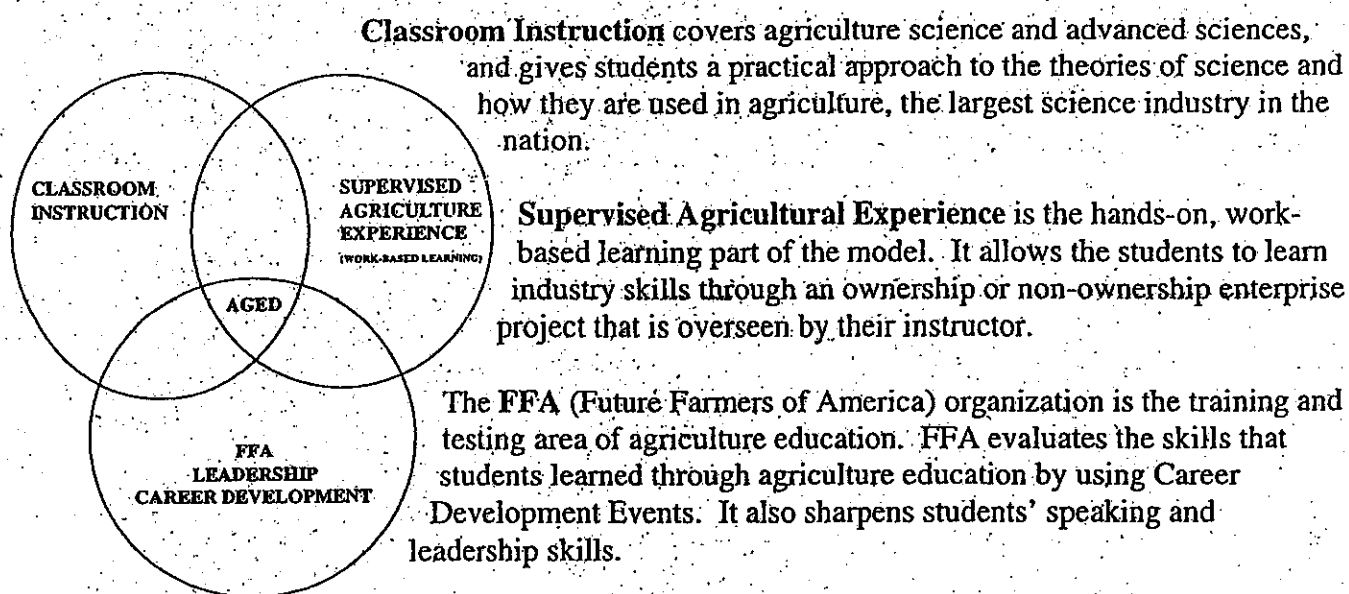 Classroom Instruction covers agriculture science and advanced sciences,
and gives students a practical approach to the theories of science and
how they are used in agriculture, the largest science industry in the
nation.
CLASSROOM
INSTRUCTION
SUPERVISED
AGRICULTURE
EXPERIENCE
(WORK-BASED LEARNING)
AGED
FFA
LEADERSHIP
CAREER DEVELOPMENT
Supervised Agricultural Experience is the hands-on, work-
based learning part of the model. It allows the students to learn
industry skills through an ownership or non-ownership enterprise
project that is overseen by their instructor.
The FFA (Future Farmers of America) organization is the training and
testing area of agriculture education. FFA evaluates the skills that
students learned through agriculture education by using Career
Development Events. It also sharpens students' speaking and
leadership skills.